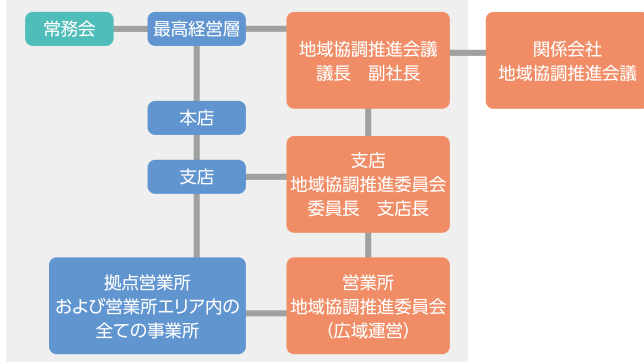 常務会
最高経営層
地域協調推進会議
議長　副社長
関係会社
地域協調推進会議
本店
支店
支店
地域協調推進委員会
委員長　支店長
拠点営業所
および営業所エリア内の
全ての事業所
営業所
地域協調推進委員会
（広域運営）